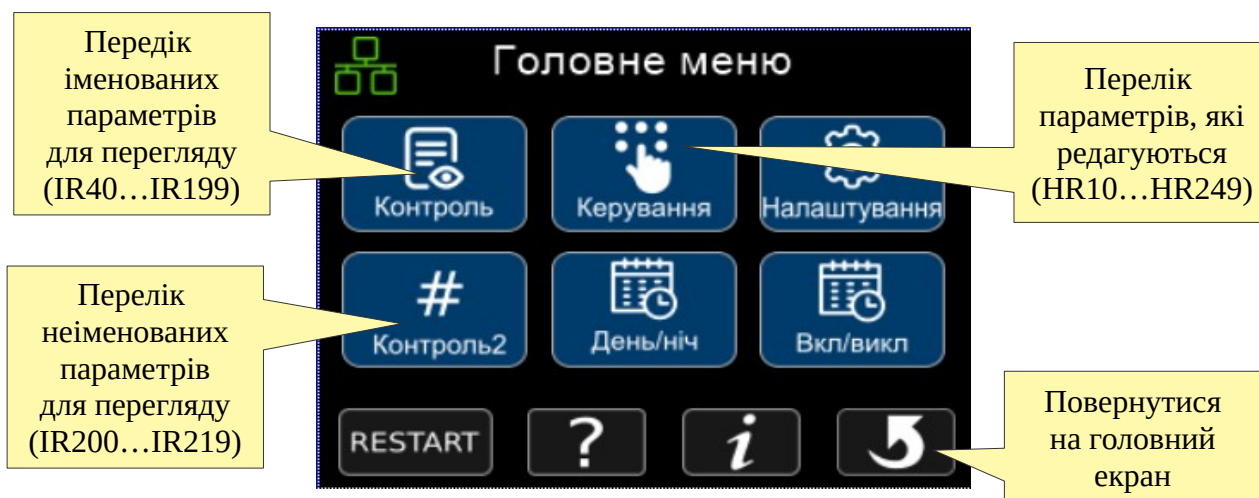 Передік
іменованих
параметрів
для перегляду
(IR40…IR199)
Головне меню
Перелік
параметрів, які
редагуються
(HR10…HR249)
Контроль
Керування
Налаштування
Перелік
неіменованих
параметрів
для перегляду
(IR200…IR219)
#
Контроль2
День/ніч
Вкл/викл
RESTART
?
i
Повернутися
на головний
екран